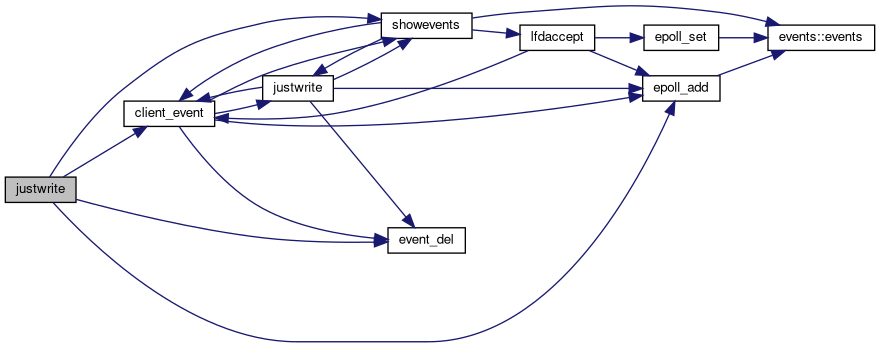 showevents
lfdaccept
epoll_set
events::events
justwrite
epoll_add
client_event
justwrite
event_del